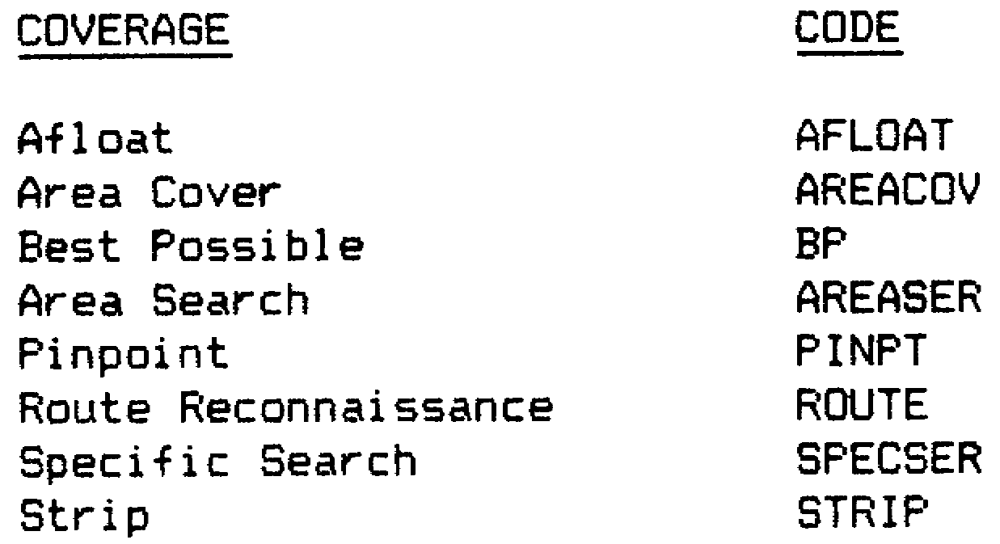 COVERAGE CODE
Afloat AFLOAT
Area Cover AREACOV
Best Possible BP
Area Search AREASER
Pinpoint PINPT
Route Reconnaissance ROUTE
Specific Search SPECSER
Strip STRIP